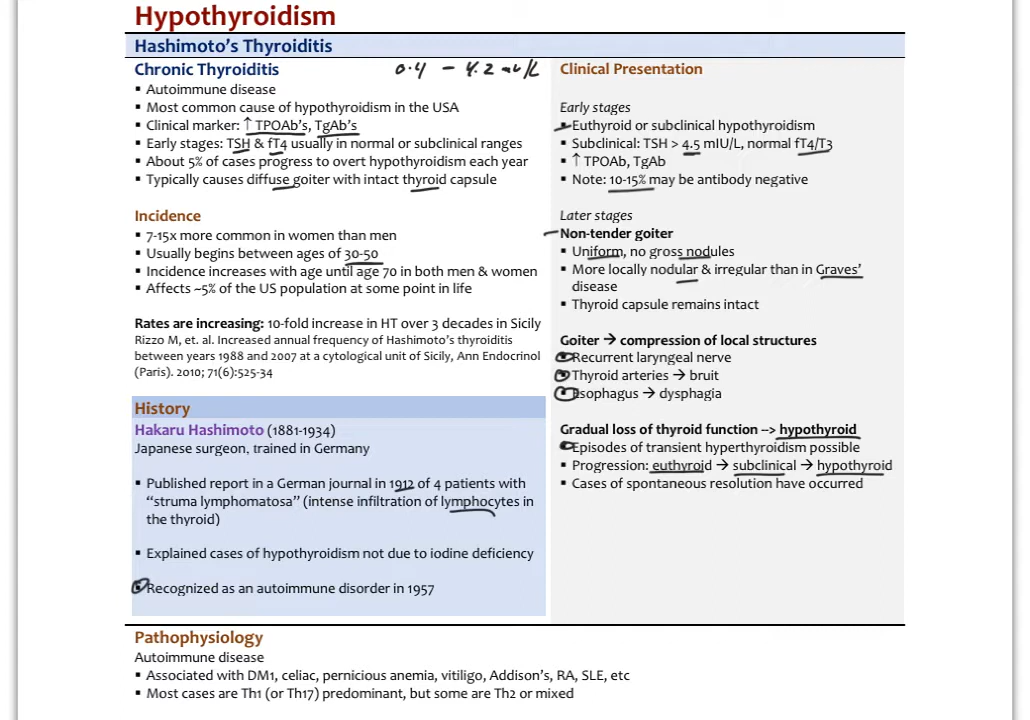 Hypothyroidism
Hashimoto's Thyroiditis
Chronic Thyroiditis
0.4 – 4.2 mU/L
▪ Autoimmune disease
▪ Most common cause of hypothyroidism in the USA
▪ Clinical marker: ↑ TPOAb's, TgAb's
▪ Early stages: TSH & fT4 usually in normal or subclinical ranges
▪ About 5% of cases progress to overt hypothyroidism each year
▪ Typically causes diffuse goiter with intact thyroid capsule
Incidence
▪ 7-15x more common in women than men
▪ Usually begins between ages of 30-50
▪ Incidence increases with age until age 70 in both men & women
▪ Affects ~5% of the US population at some point in life
Rates are increasing: 10-fold increase in HT over 3 decades in Sicily
Rizzo M, et. al. Increased annual frequency of Hashimoto's thyroiditis
between years 1988 and 2007 at a cytological unit of Sicily, Ann Endocrinol
(Paris). 2010; 71(6):525-34
History
Hakaru Hashimoto (1881-1934)
Japanese surgeon, trained in Germany
▪ Published report in a German journal in 1912 of 4 patients with
"struma lymphomatosa" (intense infiltration of lymphocytes in
the thyroid)
▪ Explained cases of hypothyroidism not due to iodine deficiency
▪ Recognized as an autoimmune disorder in 1957
Clinical Presentation
Early stages
▪ Euthyroid or subclinical hypothyroidism
▪ Subclinical: TSH > 4.5 mIU/L, normal fT4/T3
▪ ↑ TPOAb, TgAb
▪ Note: 10-15% may be antibody negative
Later stages
Non-tender goiter
▪ Uniform, no gross nodules
▪ More locally nodular & irregular than in Graves'
disease
▪ Thyroid capsule remains intact
Goiter → compression of local structures
▪ Recurrent laryngeal nerve
▪ Thyroid arteries → bruit
▪ Esophagus → dysphagia
Gradual loss of thyroid function --> hypothyroid
▪ Episodes of transient hyperthyroidism possible
▪ Progression: euthyroid → subclinical → hypothyroid
▪ Cases of spontaneous resolution have occurred
Pathophysiology
Autoimmune disease
▪ Associated with DM1, celiac, pernicious anemia, vitiligo, Addison's, RA, SLE, etc
▪ Most cases are Th1 (or Th17) predominant, but some are Th2 or mixed